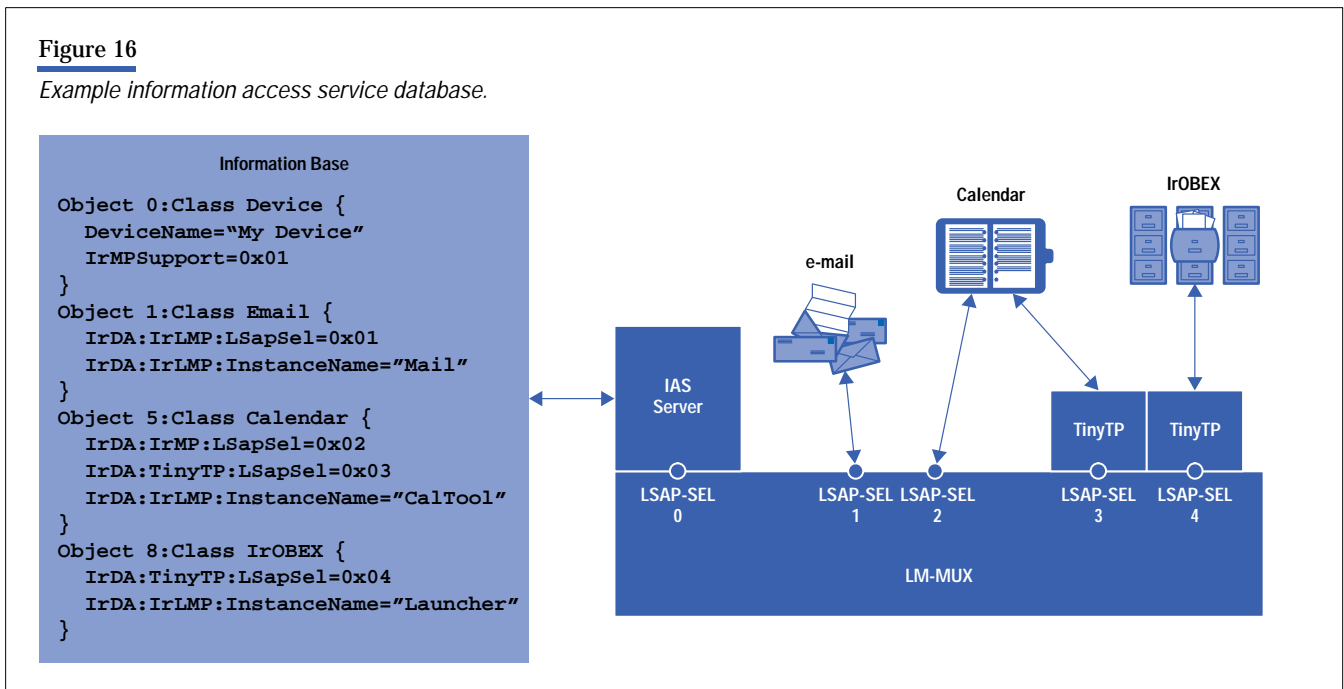 Figure 16
Example information access service database.
Information Base
Object 0:Class Device {
DeviceName=“My Device”
IrMPSupport=0x01
}
Object 1:Class Email {
IrDA:IrLMP:LSapSel=0x01
IrDA:IrLMP:InstanceName=”Mail”
}
Object 5:Class Calendar {
IrDA:IrMP:LSapSel=0x02
IrDA:TinyTP:LSapSel=0x03
IrDA:IrLMP:InstanceName=”CalTool”
}
Object 8:Class IrOBEX {
IrDA:TinyTP:LSapSel=0x04
IrDA:IrLMP:InstanceName=”Launcher”
}
IAS
Server
e-mail
Calendar
IrOBEX
TinyTP
TinyTP
LSAP-SEL
0
LSAP-SEL
1
LSAP-SEL
2
LSAP-SEL
3
LSAP-SEL
4
LM-MUX